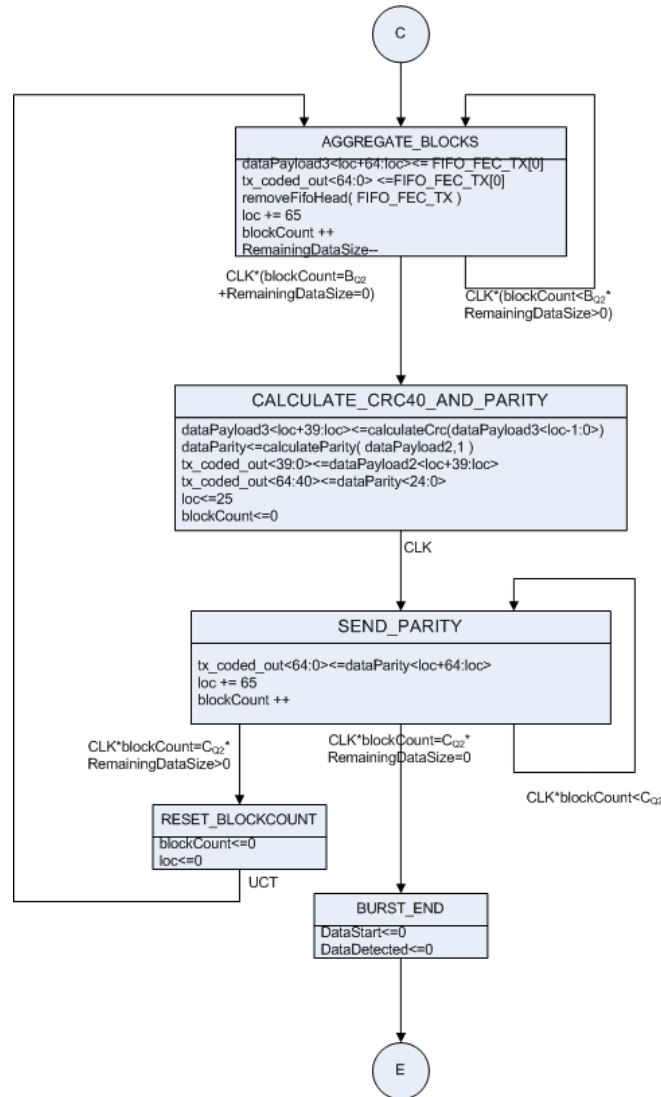 C
AGGREGATE_BLOCKS
dataPayload3<loc+64:loc><= FIFO_FEC_TX[0]
tx_coded_out<64:0> <=FIFO_FEC_TX[0]
removeFifoHead( FIFO_FEC_TX )
loc += 65
blockCount ++
RemainingDataSize--
CLK*(blockCount=BQ2
+RemainingDataSize=0)
CLK*(blockCount<BQ2*
RemainingDataSize>0)
CALCULATE_CRC40_AND_PARITY
dataPayload3<loc+39:loc><=calculateCrc(dataPayload3<loc-1:0>)
dataParity<=calculateParity( dataPayload2,1 )
tx_coded_out<39:0><=dataPayload2<loc+39:loc>
tx_coded_out<64:40><=dataParity<24:0>
loc<=25
blockCount<=0
CLK
SEND_PARITY
tx_coded_out<64:0><=dataParity<loc+64:loc>
loc += 65
blockCount ++
CLK*blockCount=CQ2*
RemainingDataSize>0
CLK*blockCount=CQ2*
RemainingDataSize=0
CLK*blockCount<CQ2
RESET_BLOCKCOUNT
blockCount<=0
loc<=0
UCT
BURST_END
DataStart<=0
DataDetected<=0
E